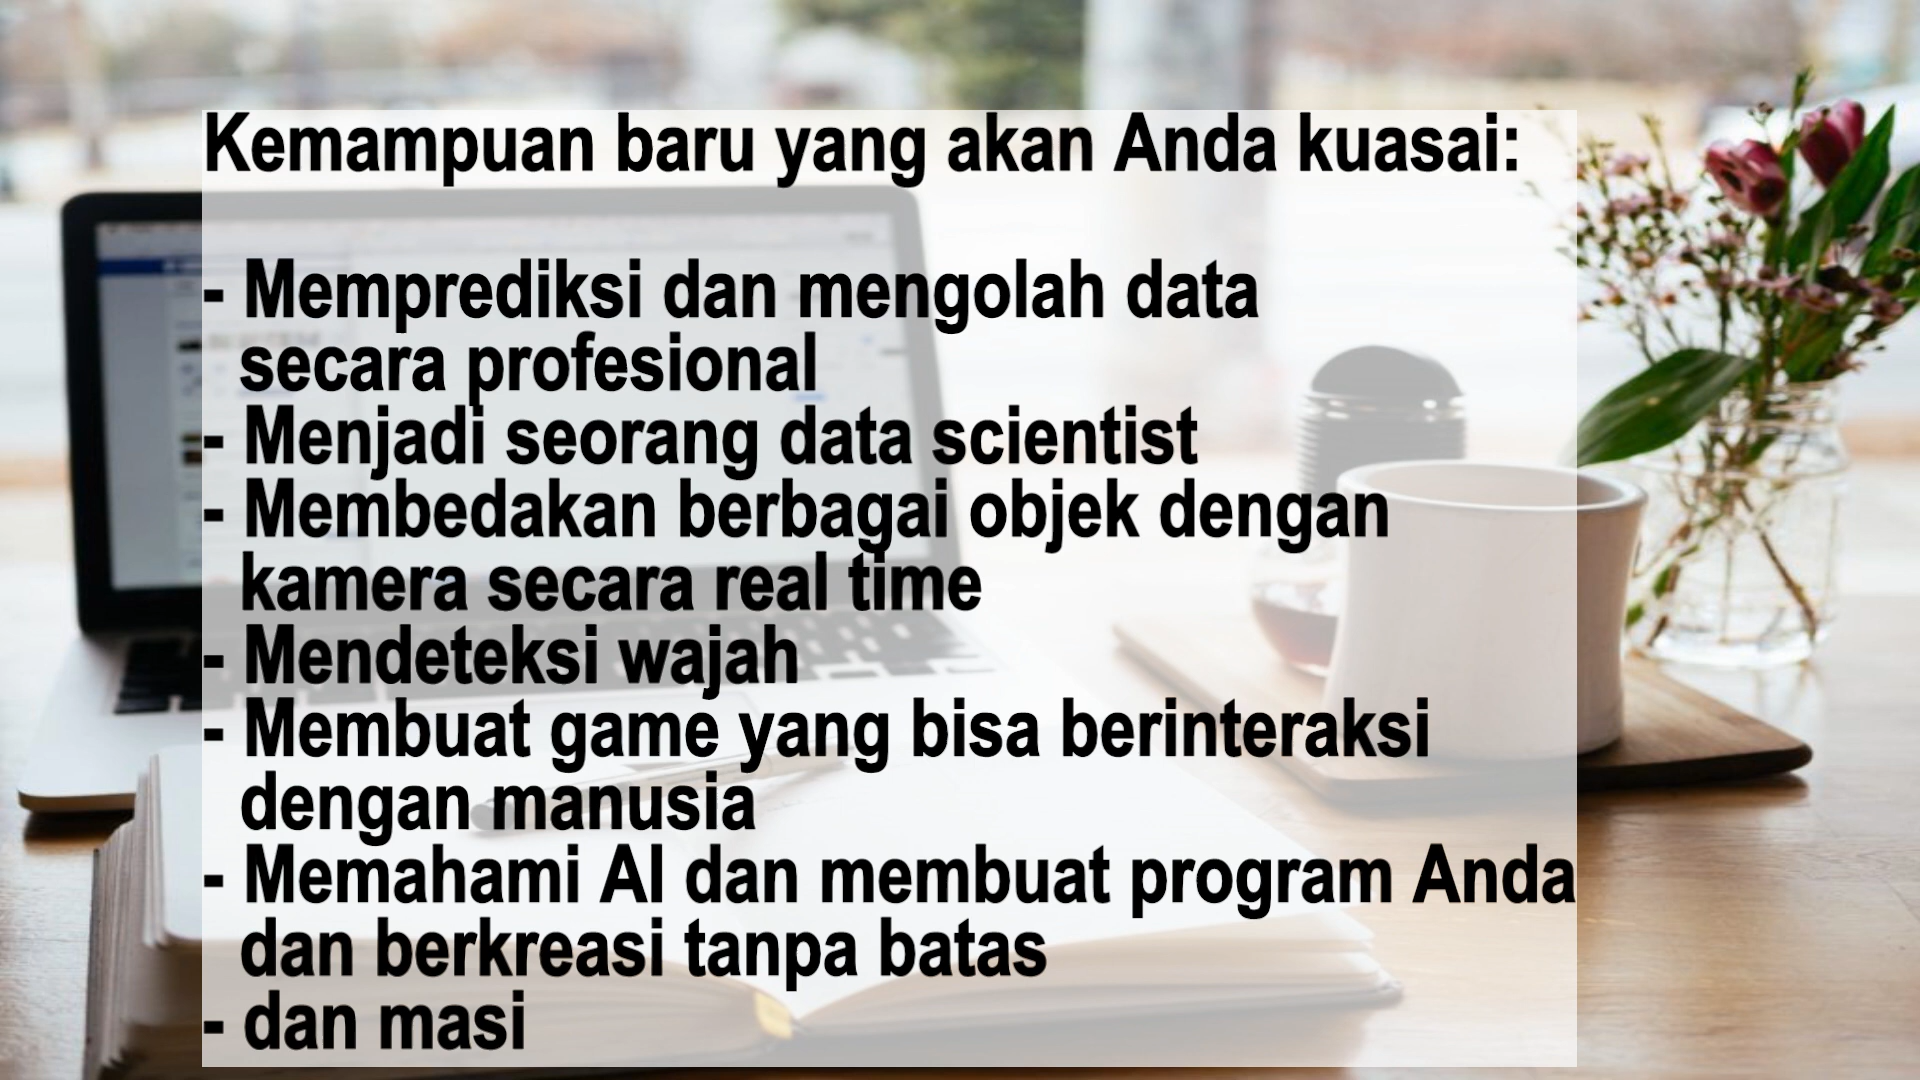 Kemampuan baru yang akan Anda kuasai:
- Memprediksi dan mengolah data
secara profesional
- Menjadi seorang data scientist
- Membedakan berbagai objek dengan
kamera secara real time
- Mendeteksi wajah
- Membuat game yang bisa berinteraksi
dengan manusia
- Memahami AI dan membuat program Anda
dan berkreasi tanpa batas
- dan masi